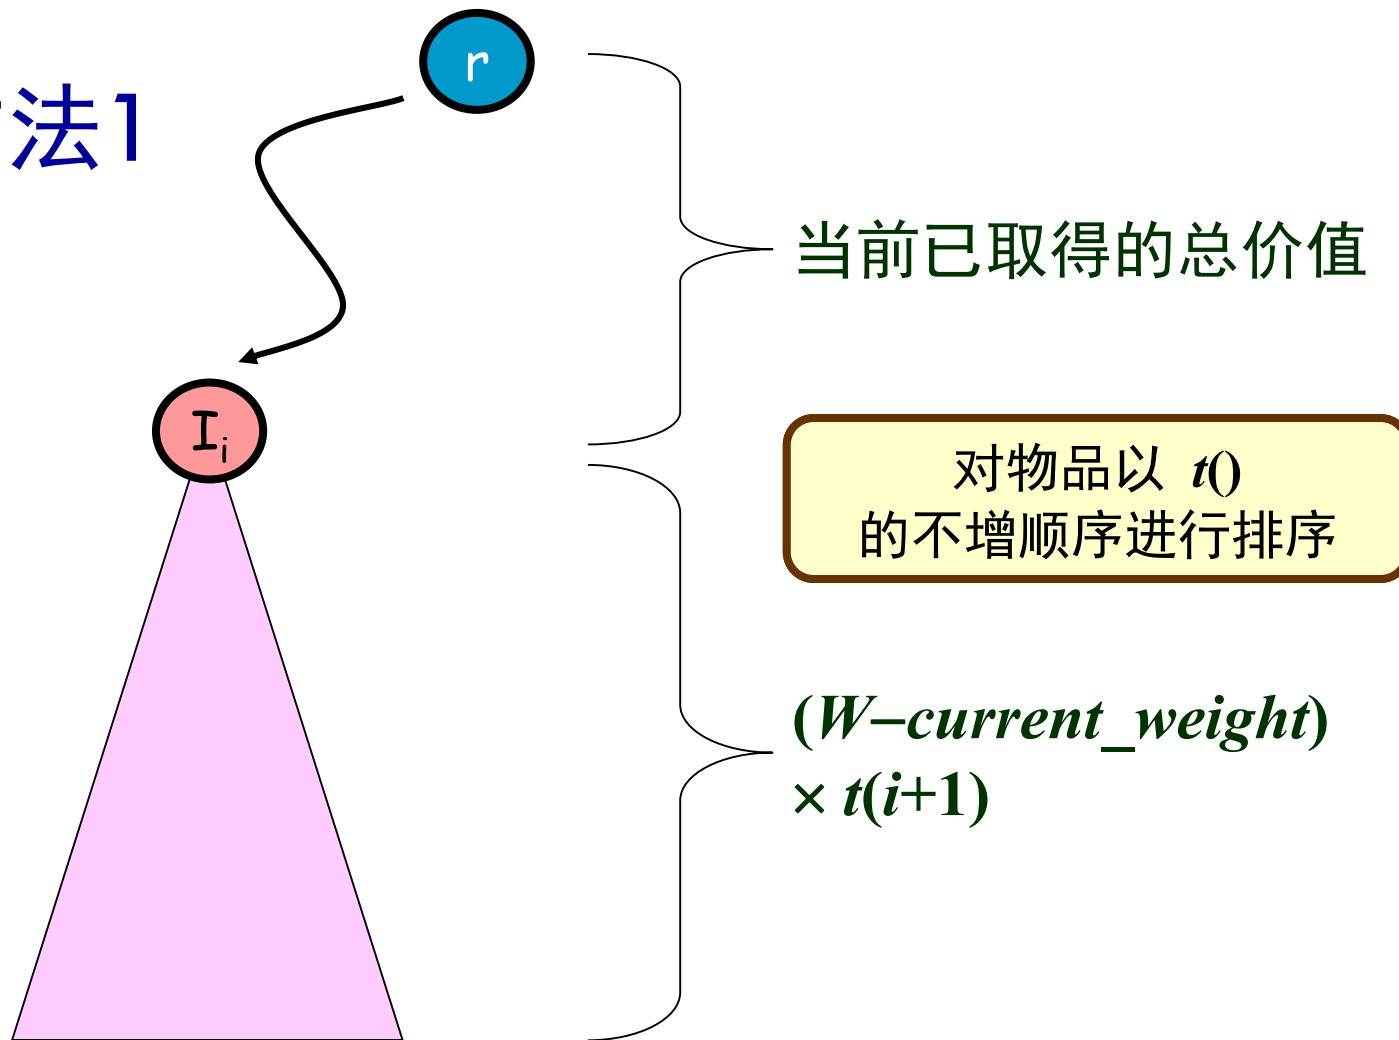 r
法1
当前已取得的总价值
Ii
对物品以 t()
的不增顺序进行排序
(W–current_weight)
× t(i+1)